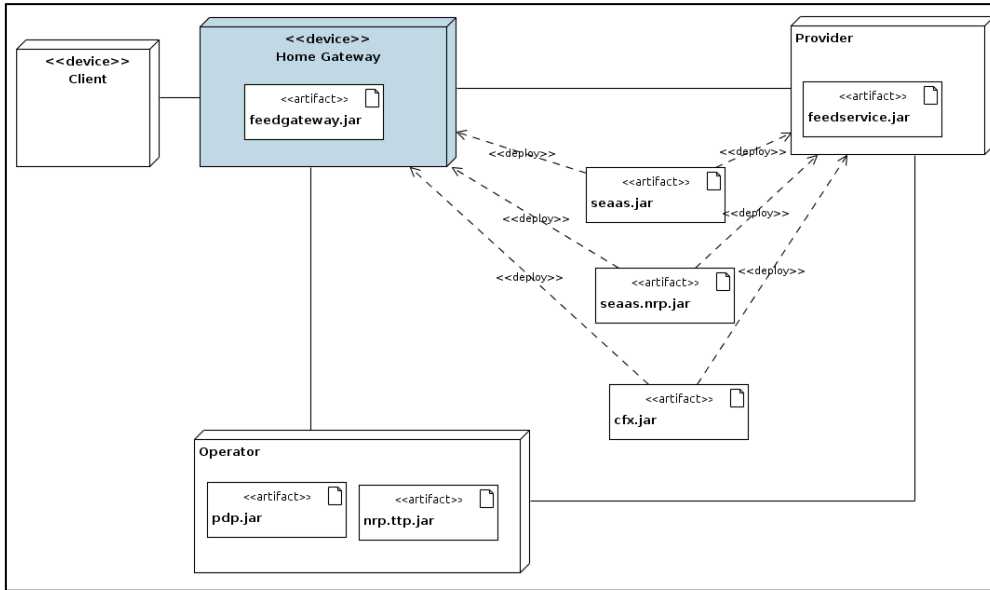 <<device>>
Client
<<device>>
Home Gateway
<<artifact>>
feedgateway.jar
Provider
<<artifact>>
feedservice.jar
<<deploy>>
<<deploy>>
<<artifact>>
seaas.jar
<<deploy>>
<<deploy>>
<<artifact>>
seaas.nrp.jar
<<deploy>>
<<deploy>>
<<artifact>>
cfx.jar
Operator
<<artifact>>
pdp.jar
<<artifact>>
nrp.ttp.jar